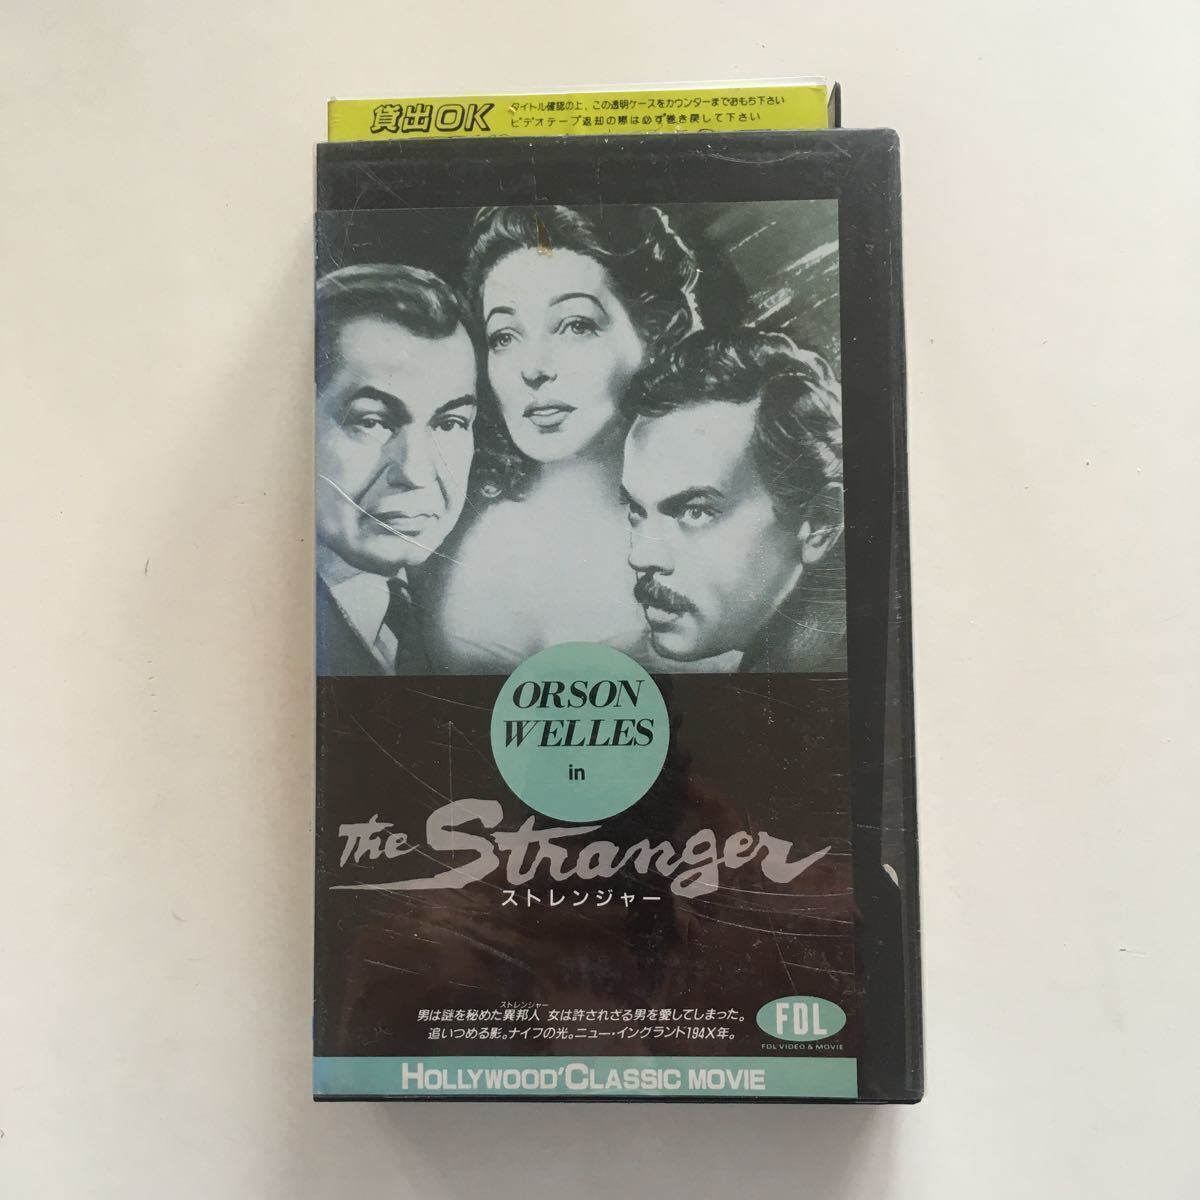 貸出OK
タイトル確認の上、この透明ケースをカウンターまでおもち下さい
ビデオテープ返却の際は必ず巻き戻して下さい
ORSON
WELLES
in
The Stranger
ストレンジャー
ストレンジャー
男は謎を秘めた異邦人 女は許されざる男を愛してしまった。
追いつめる影。ナイフの光。ニュー・イングランド194X年。
FDL
FDL VIDEO & MOVIE
HOLLYWOOD'CLASSIC MOVIE